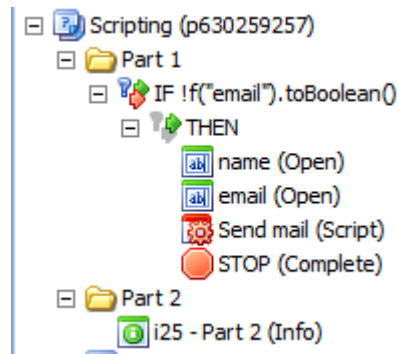 Scripting (p630259257)
Part 1
IF !f("email").toBoolean()
THEN
name (Open)
email (Open)
Send mail (Script)
STOP (Complete)
Part 2
i25 - Part 2 (Info)